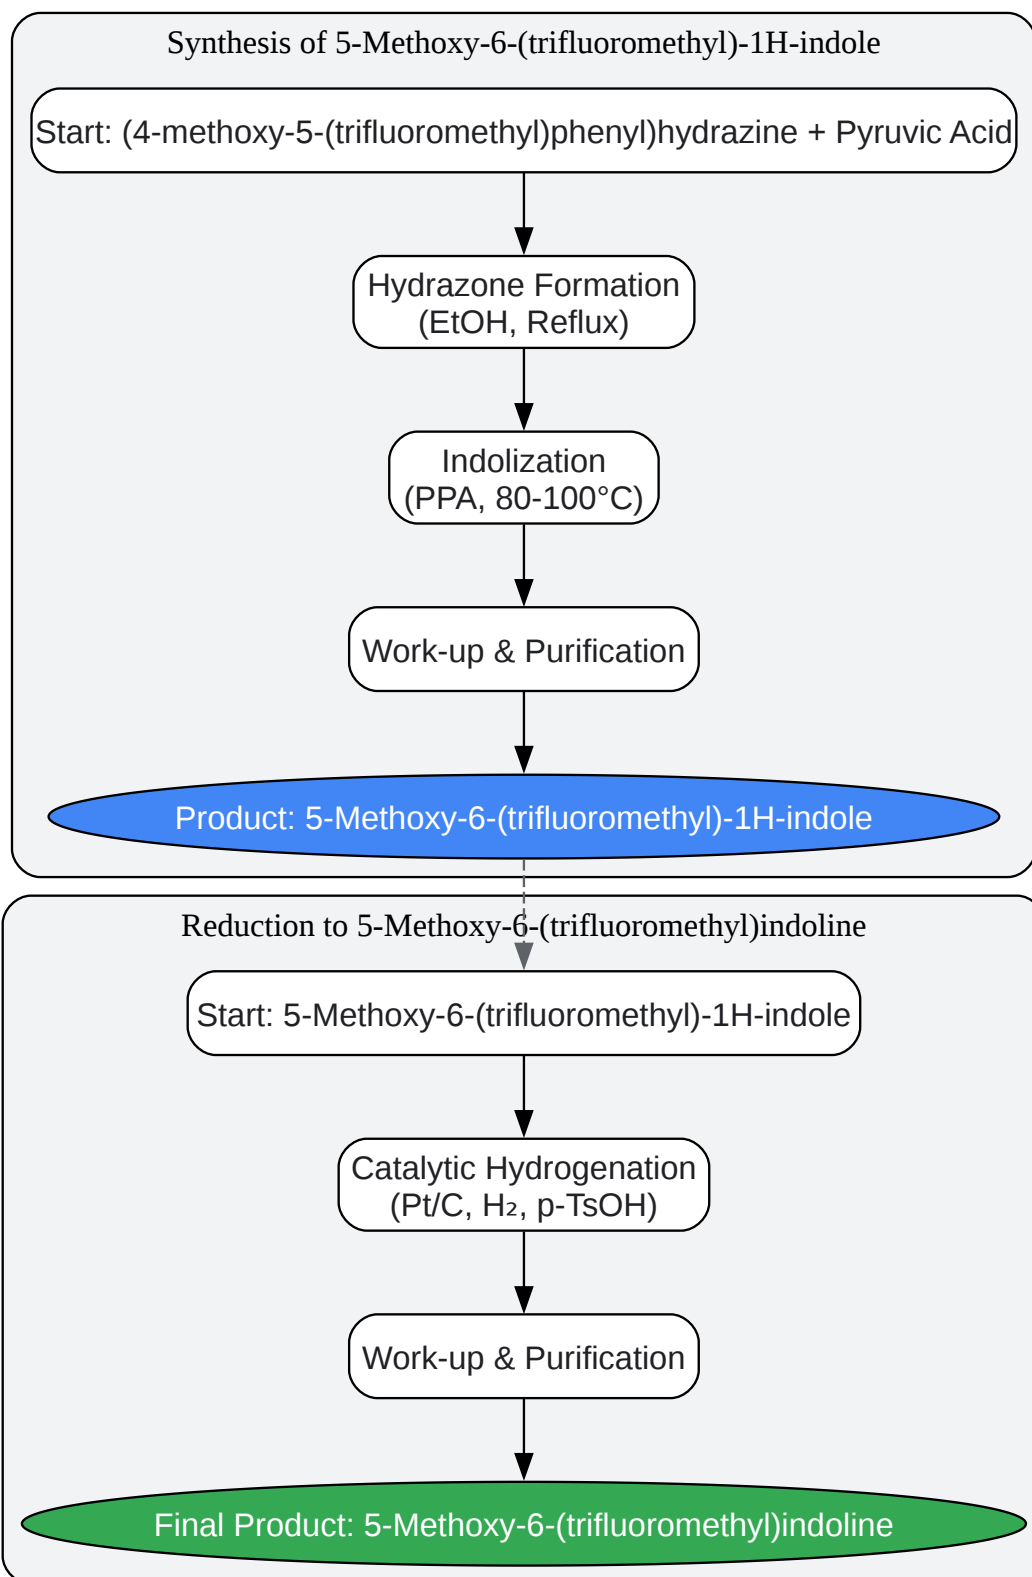 Synthesis of 5-Methoxy-6-(trifluoromethyl)-1H-indole
Start: (4-methoxy-5-(trifluoromethyl)phenyl)hydrazine + Pyruvic Acid
Hydrazone Formation
(EtOH, Reflux)
Indolization
(PPA, 80-100°C)
Work-up & Purification
Product: 5-Methoxy-6-(trifluoromethyl)-1H-indole
Reduction to 5-Methoxy-6-(trifluoromethyl)indoline
Start: 5-Methoxy-6-(trifluoromethyl)-1H-indole
Catalytic Hydrogenation
(Pt/C, H₂, p-TsOH)
Work-up & Purification
Final Product: 5-Methoxy-6-(trifluoromethyl)indoline